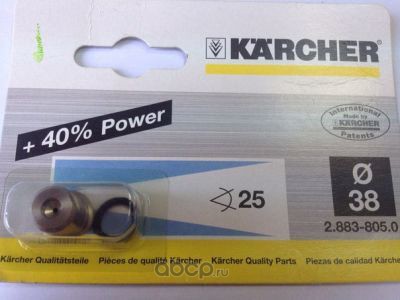 KÄRCHER
+ 40% Power
International
Made by
KÄRCHER
Patents
25
Ø
38
2.883-805.0
Kärcher Qualitätsteile Pièces de qualité Kärcher Kärcher Quality Parts Piezas de calidad Kärcher